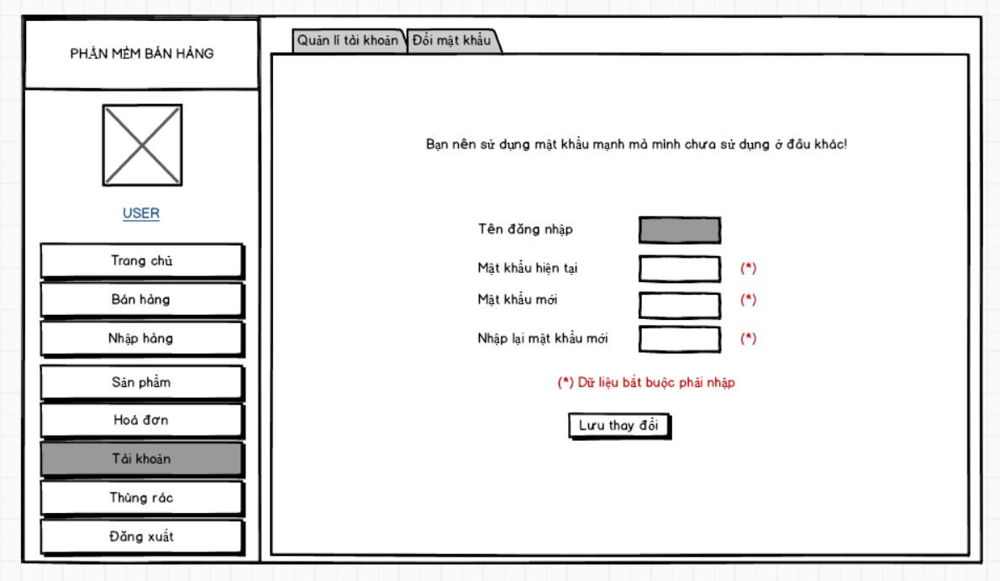 PHẦN MỀM BÁN HÀNG
USER
Trang chủ
Bán hàng
Nhập hàng
Sản phẩm
Hoá đơn
Tài khoản
Thùng rác
Đăng xuất
Quản lí tài khoản Đổi mật khẩu
Bạn nên sử dụng mật khẩu mạnh mà mình chưa sử dụng ở đâu khác!
Tên đăng nhập
Mật khẩu hiện tại (*)
Mật khẩu mới (*)
Nhập lại mật khẩu mới (*)
(*) Dữ liệu bắt buộc phải nhập
Lưu thay đổi